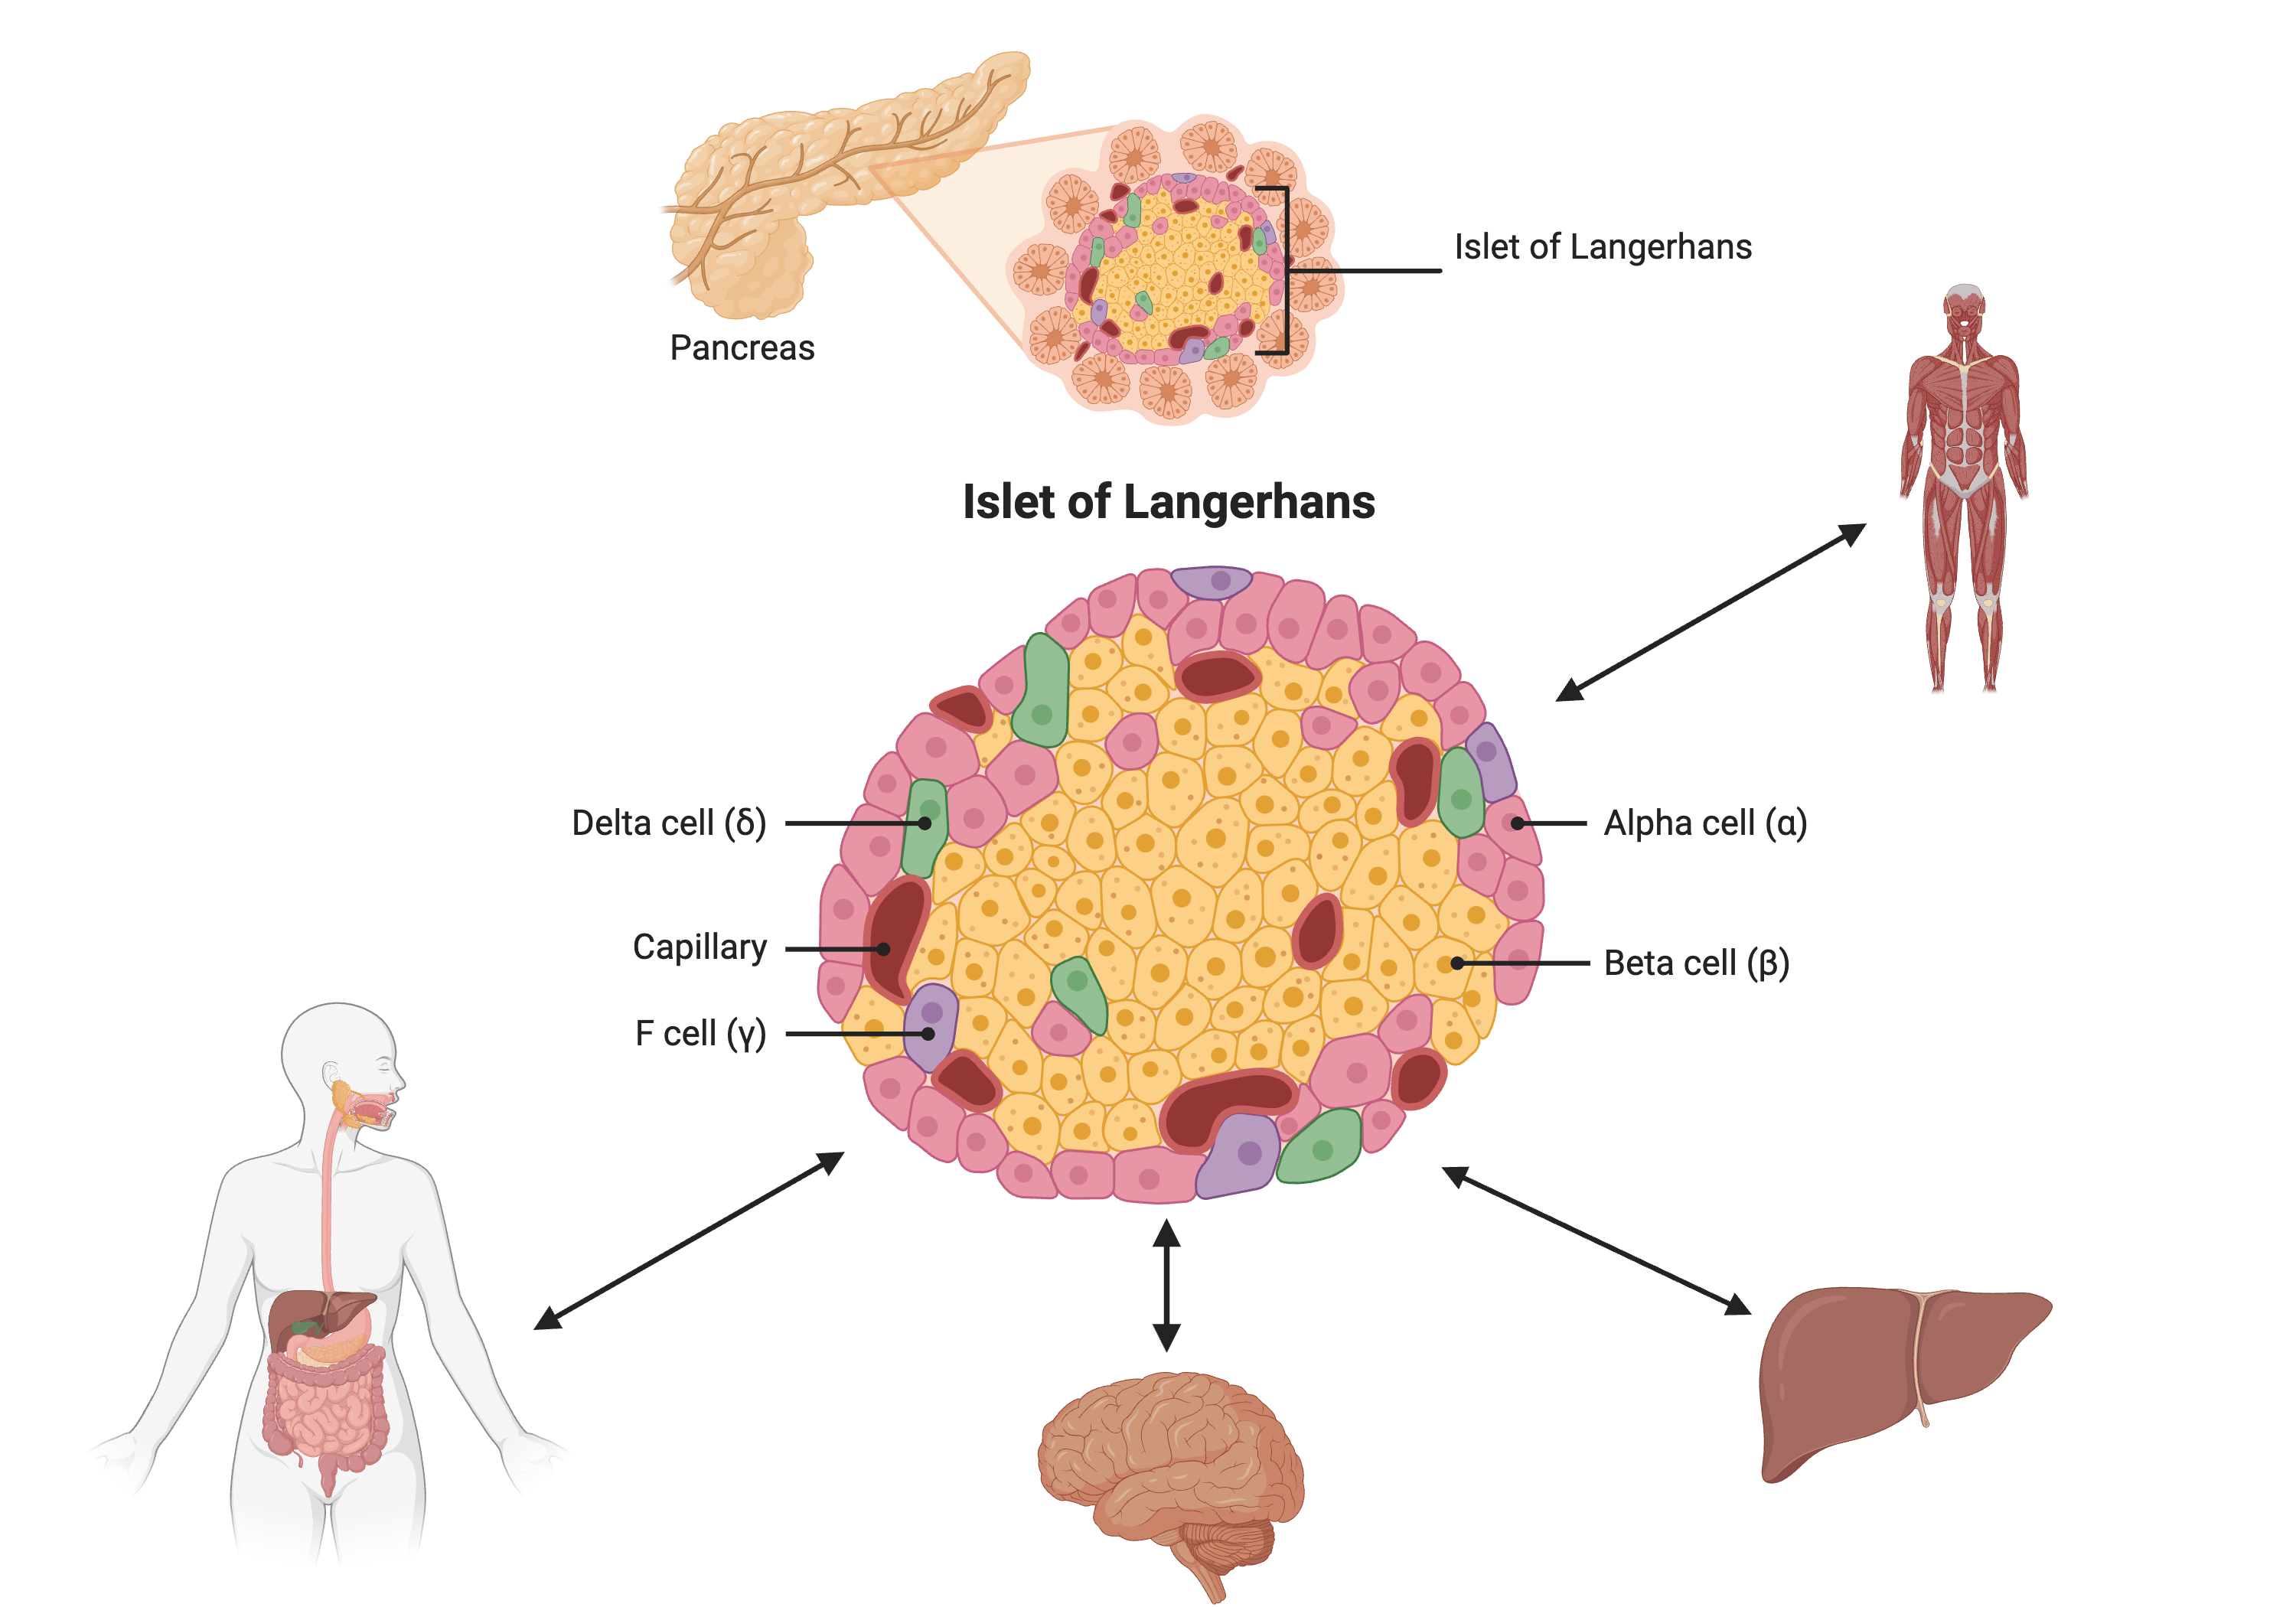 Islet of Langerhans
Pancreas
Islet of Langerhans
Delta cell (δ)
Alpha cell (α)
Capillary
Beta cell (β)
F cell (γ)